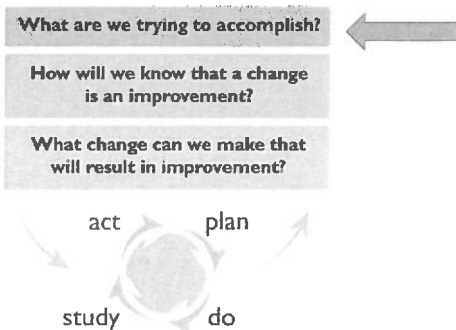 What are we trying to accomplish?
How will we know that a change
is an improvement?
What change can we make that
will result in improvement?
act plan
study do